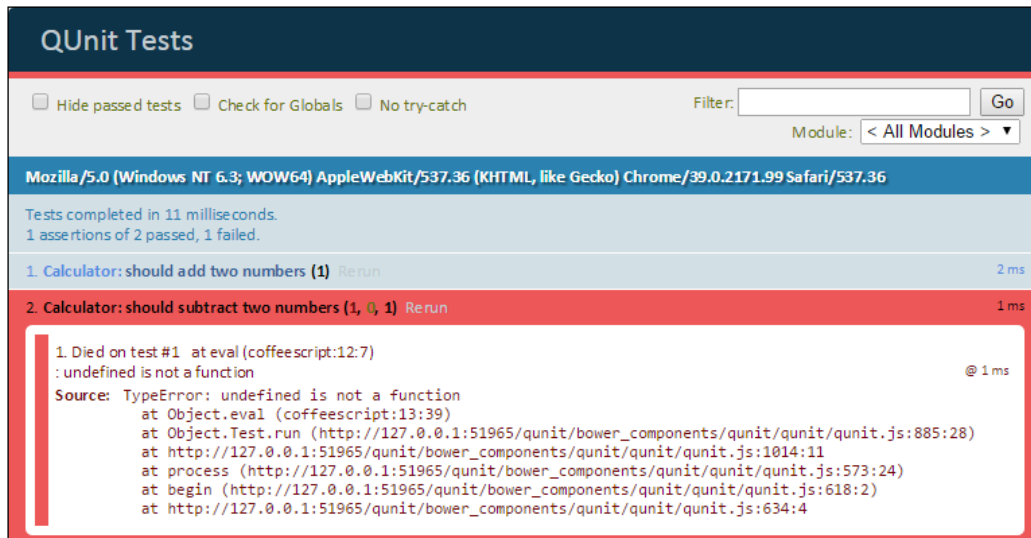 QUnit Tests
Hide passed tests Check for Globals No try-catch Filter: Go
Module: < All Modules > ▼
Mozilla/5.0 (Windows NT 6.3; WOW64) AppleWebKit/537.36 (KHTML, like Gecko) Chrome/39.0.2171.99 Safari/537.36
Tests completed in 11 milliseconds.
1 assertions of 2 passed, 1 failed.
1. Calculator: should add two numbers (1) Rerun 2 ms
2. Calculator: should subtract two numbers (1, 0, 1) Rerun 1 ms
1. Died on test #1 at eval (coffeescript:12:7)
: undefined is not a function @ 1 ms
Source: TypeError: undefined is not a function
at Object.eval (coffeescript:13:39)
at Object.Test.run (http://127.0.0.1:51965/qunit/bower_components/qunit/qunit/qunit.js:885:28)
at http://127.0.0.1:51965/qunit/bower_components/qunit/qunit/qunit.js:1014:11
at process (http://127.0.0.1:51965/qunit/bower_components/qunit/qunit/qunit.js:573:24)
at begin (http://127.0.0.1:51965/qunit/bower_components/qunit/qunit/qunit.js:618:2)
at http://127.0.0.1:51965/qunit/bower_components/qunit/qunit/qunit.js:634:4